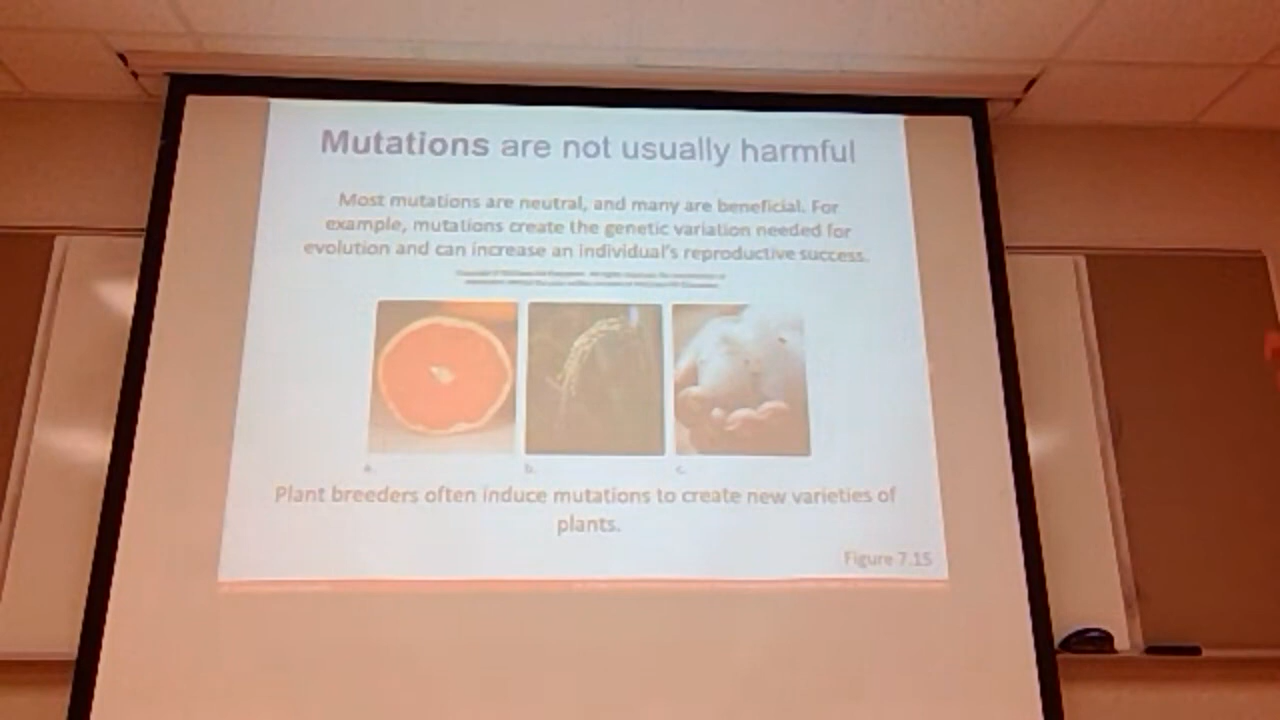 Mutations are not usually harmful
Most mutations are neutral, and many are beneficial. For
example, mutations create the genetic variation needed for
evolution and can increase an individual's reproductive success.
a.
b.
c.
Plant breeders often induce mutations to create new varieties of
plants.
Figure 7.15